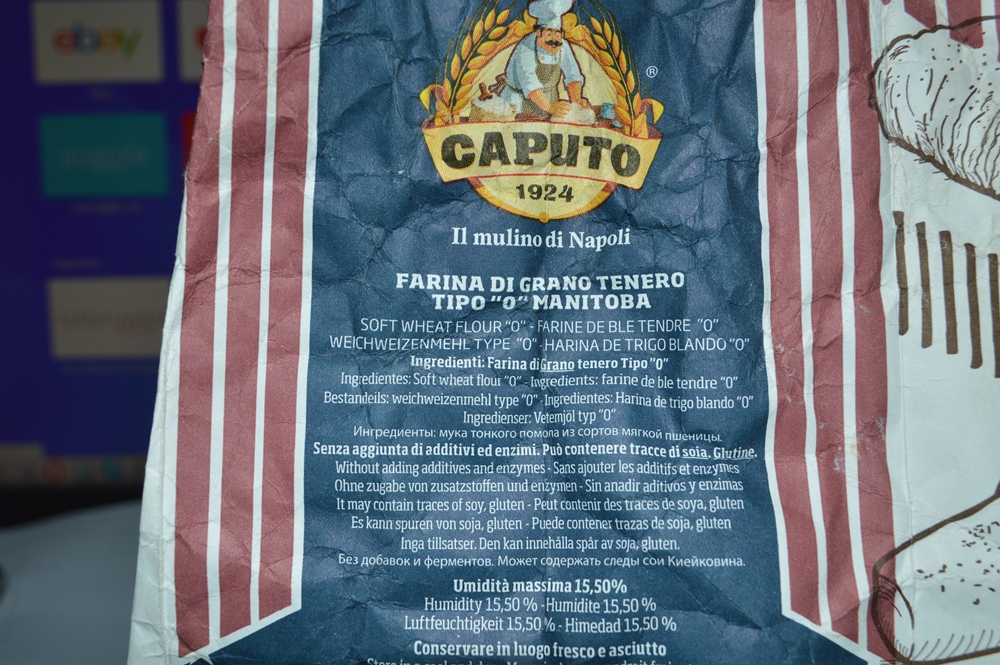 ebay
®
CAPUTO
1924
Il mulino di Napoli
FARINA DI GRANO TENERO
TIPO "0" MANITOBA
SOFT WHEAT FLOUR "0" - FARINE DE BLE TENDRE "0"
WEICHWEIZENMEHL TYPE "0" - HARINA DE TRIGO BLANDO "0"
Ingredienti: Farina di Grano tenero Tipo "0"
Ingredientes: Soft wheat flour "0" - Ingredients: farine de ble tendre "0"
Bestandeils: weichweizenmehl type "0" - Ingredientes: Harina de trigo blando "0"
Ingredienser: Vetemjöl typ "0"
Ингредиенты: мука тонкого помола из сортов мягкой пшеницы.
Senza aggiunta di additivi ed enzimi. Può contenere tracce di soia. Glutine.
Without adding additives and enzymes - Sans ajouter les additifs et enzymes
Ohne zugabe von zusatzstoffen und enzymen - Sin anadir aditivos y enzimas
It may contain traces of soy, gluten - Peut contenir des traces de soya, gluten
Es kann spuren von soja, gluten - Puede contener trazas de soja, gluten
Inga tillsatser. Den kan innehålla spår av soja, gluten.
Без добавок и ферментов. Может содержать следы сои Киейковина.
Umidità massima 15,50%
Humidity 15,50 % - Humidite 15,50 %
Luftfeuchtigkeit 15,50 % - Himedad 15,50 %
Conservare in luogo fresco e asciutto